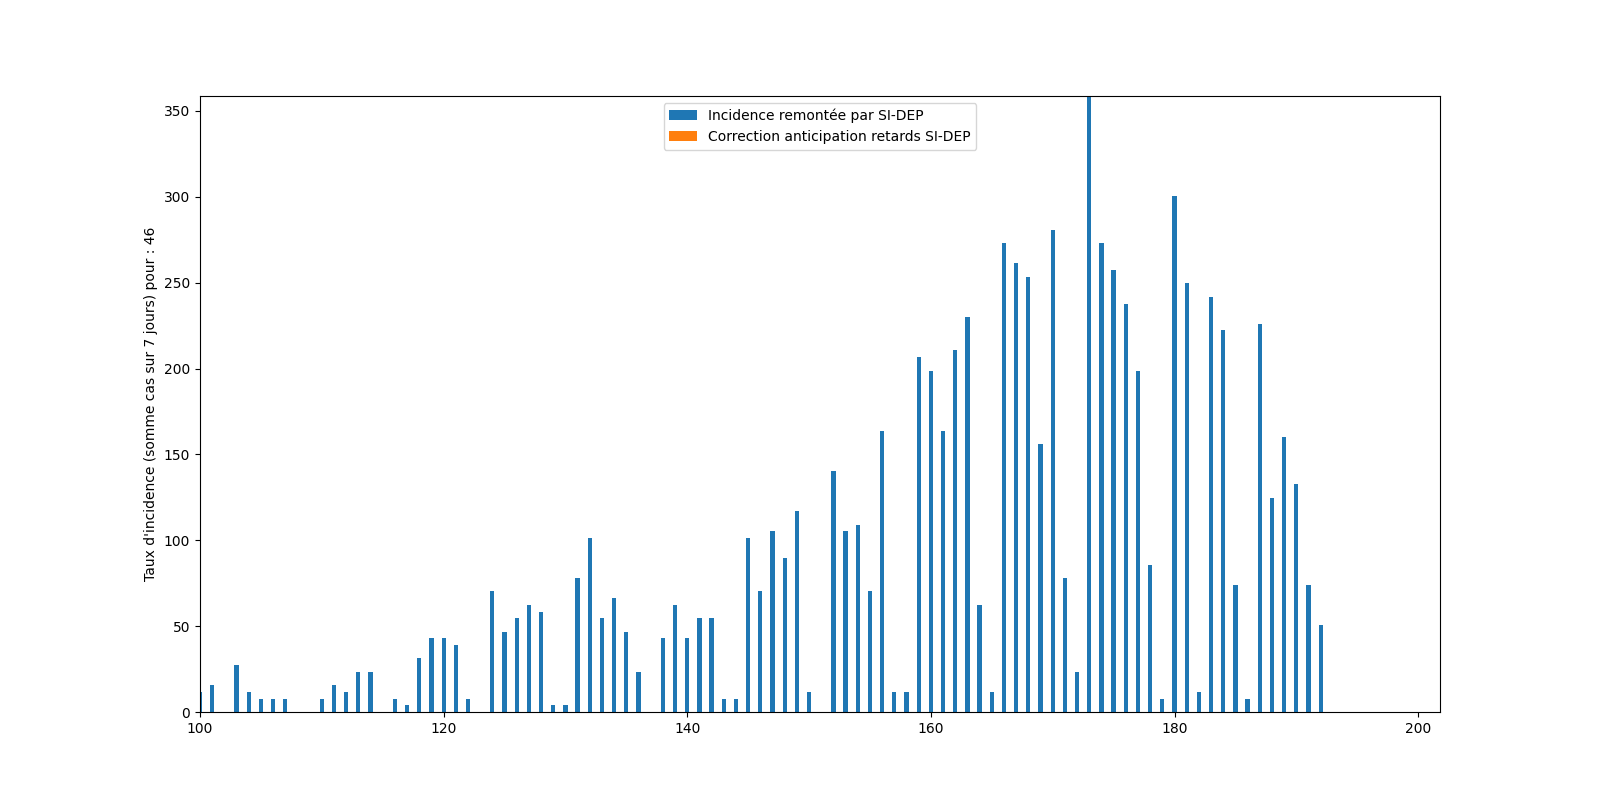 Incidence remontée par SI-DEP
Correction anticipation retards SI-DEP
Taux d'incidence (somme cas sur 7 jours) pour : 46
350
300
250
200
150
100
50
0
100 120 140 160 180 200